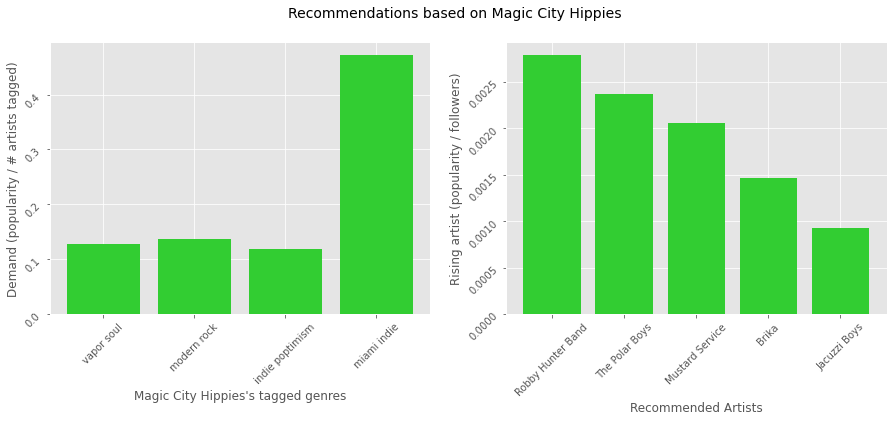 Recommendations based on Magic City Hippies
Demand (popularity / # artists tagged)
0.4
0.3
0.2
0.1
0.0
vapor soul
modern rock
indie poptimism
miami indie
Magic City Hippies's tagged genres
Rising artist (popularity / followers)
0.0025
0.0020
0.0015
0.0010
0.0005
0.0000
Robby Hunter Band
The Polar Boys
Mustard Service
Brika
Jacuzzi Boys
Recommended Artists